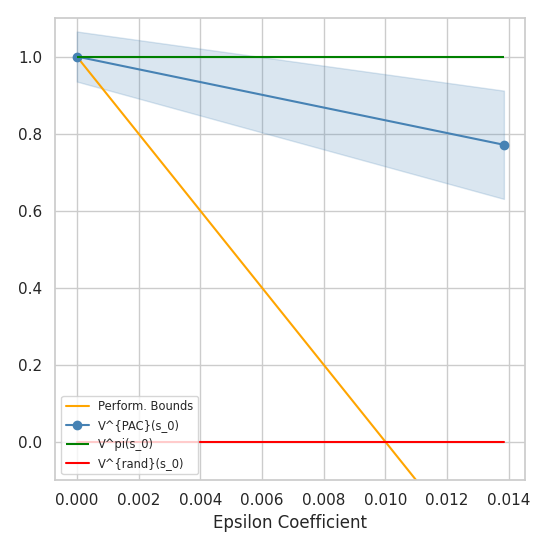 1.0
0.8
0.6
0.4
0.2
0.0
Perform. Bounds
V^{PAC}(s_0)
V^pi(s_0)
V^{rand}(s_0)
0.000 0.002 0.004 0.006 0.008 0.010 0.012 0.014
Epsilon Coefficient